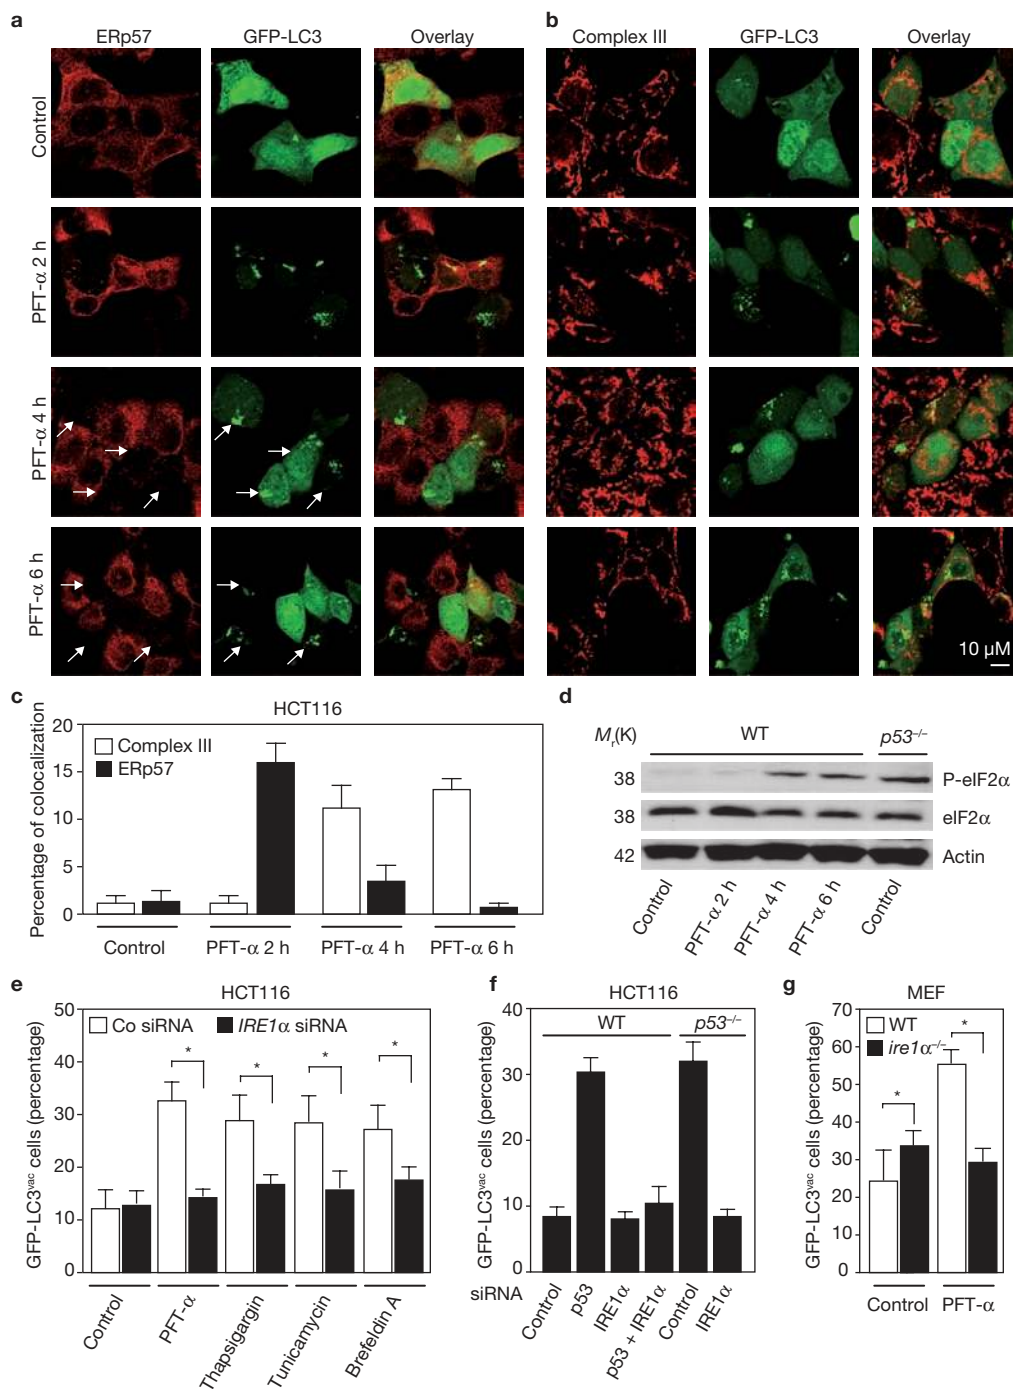 a
ERp57 GFP-LC3 Overlay
Control
PFT-α 2 h
PFT-α 4 h
PFT-α 6 h
b
Complex III GFP-LC3 Overlay
10 µM
c
HCT116
Percentage of colocalization
20
15
10
5
0
Complex III
ERp57
Control PFT-α 2 h PFT-α 4 h PFT-α 6 h
d
Mr(K) WT p53–/–
38 P-eIF2α
38 eIF2α
42 Actin
Control PFT-α 2 h PFT-α 4 h PFT-α 6 h Control
e
HCT116
GFP-LC3vac cells (percentage)
50
40
30
20
10
0
Co siRNA IRE1α siRNA
* * * *
Control PFT-α Thapsigargin Tunicamycin Brefeldin A
f
HCT116
WT p53–/–
GFP-LC3vac cells (percentage)
40
30
20
10
0
siRNA
Control p53 IRE1α p53 + IRE1α Control IRE1α
g
MEF
GFP-LC3vac cells (percentage)
70
60
50
40
30
20
10
0
WT
ire1α–/–
* *
Control PFT-α